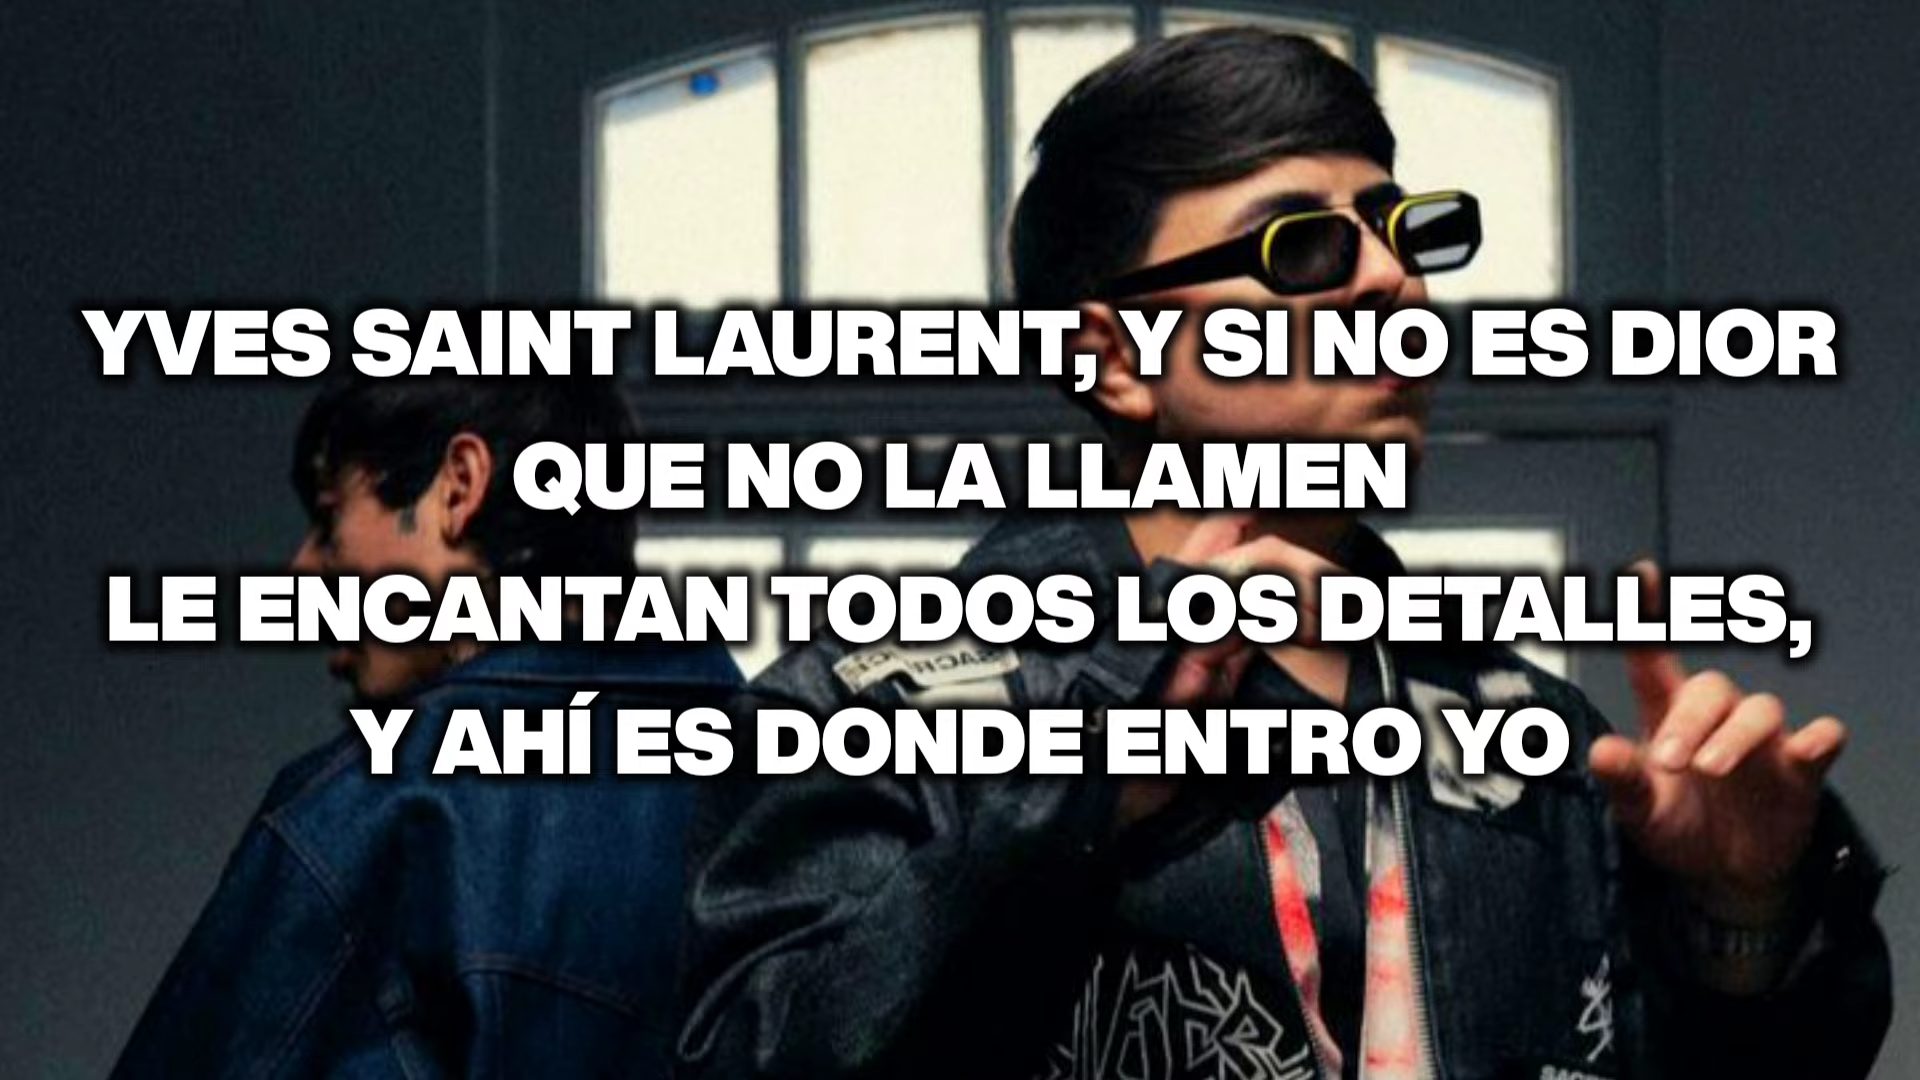 YVES SAINT LAURENT, Y SI NO ES DIOR
QUE NO LA LLAMEN
LE ENCANTAN TODOS LOS DETALLES,
Y AHÍ ES DONDE ENTRO YO